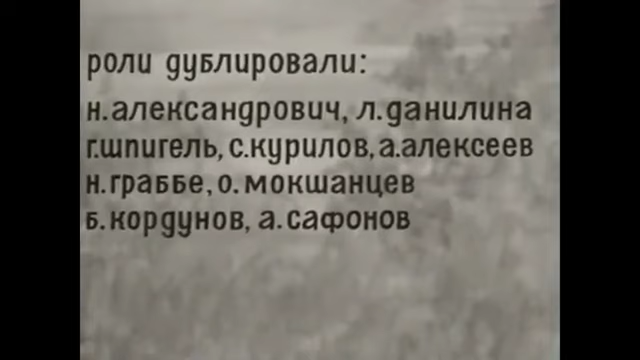 роли дублировали:
н.александрович, л.данилина
г.шпигель, с.курилов, а.алексеев
н.граббе, о.мокшанцев
б.кордунов, а.сафонов